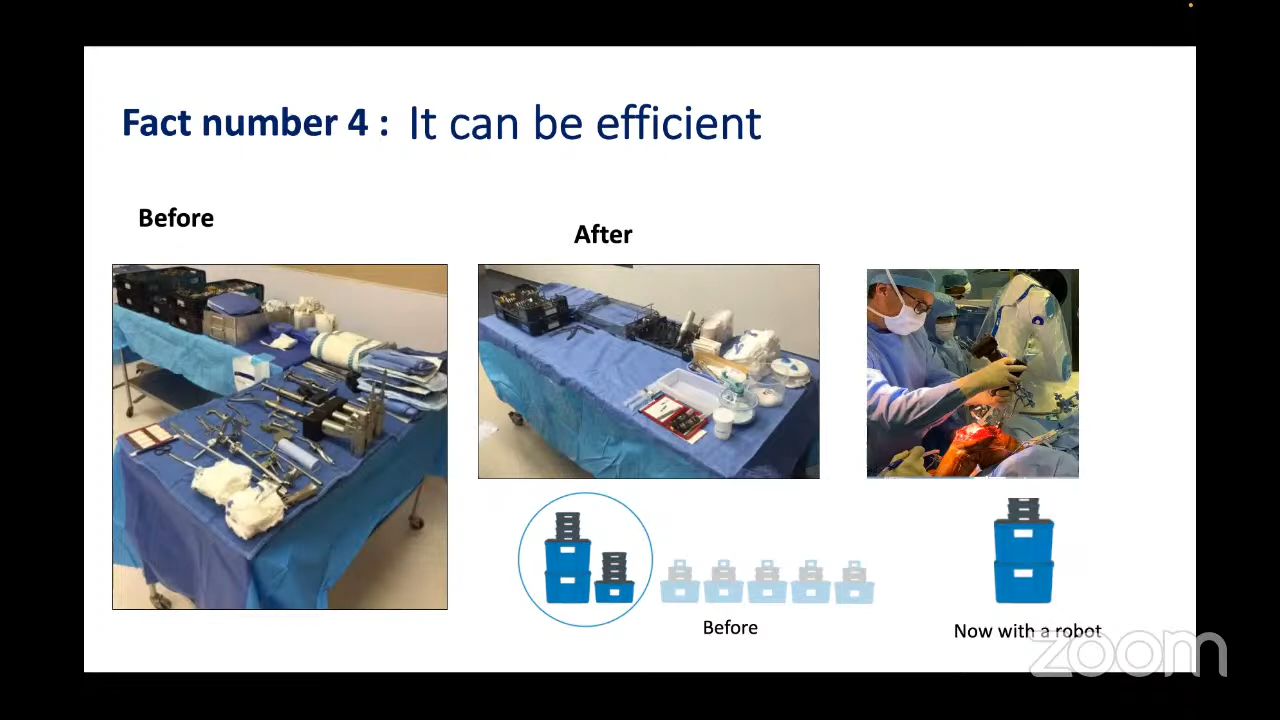 Fact number 4 : It can be efficient
Before
After
Before
Now with a robot
zoom